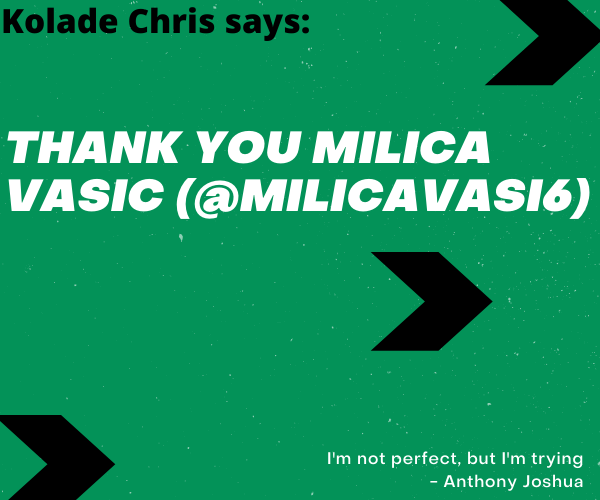 Kolade Chris says:
THANK YOU MILICA
VASIC (@MILICAVASI6)
I'm not perfect, but I'm trying
– Anthony Joshua